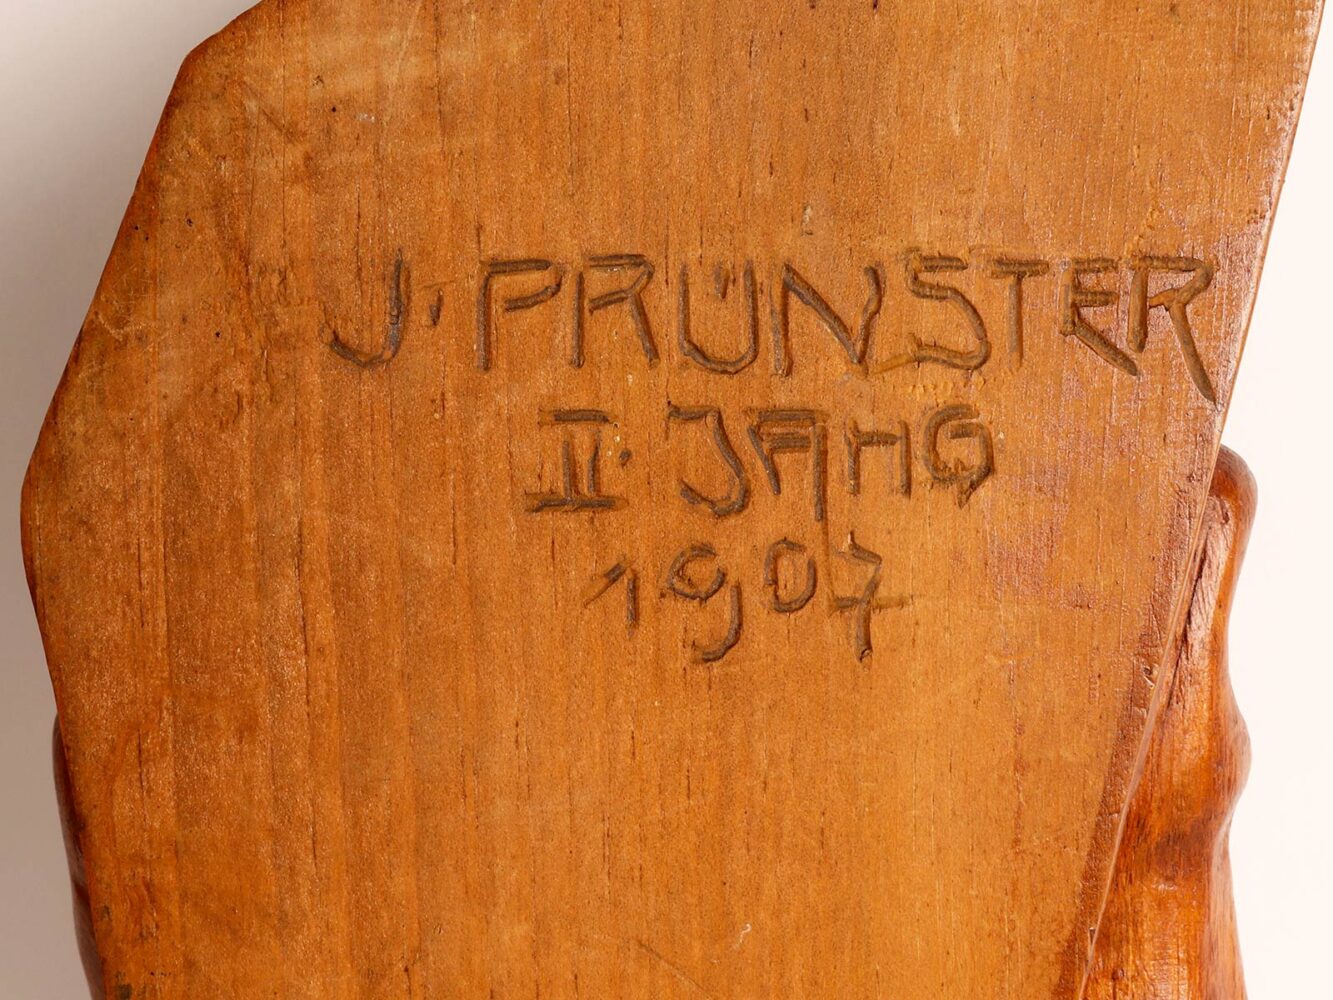 J. PRÜNSTER
II. JAHG
1907